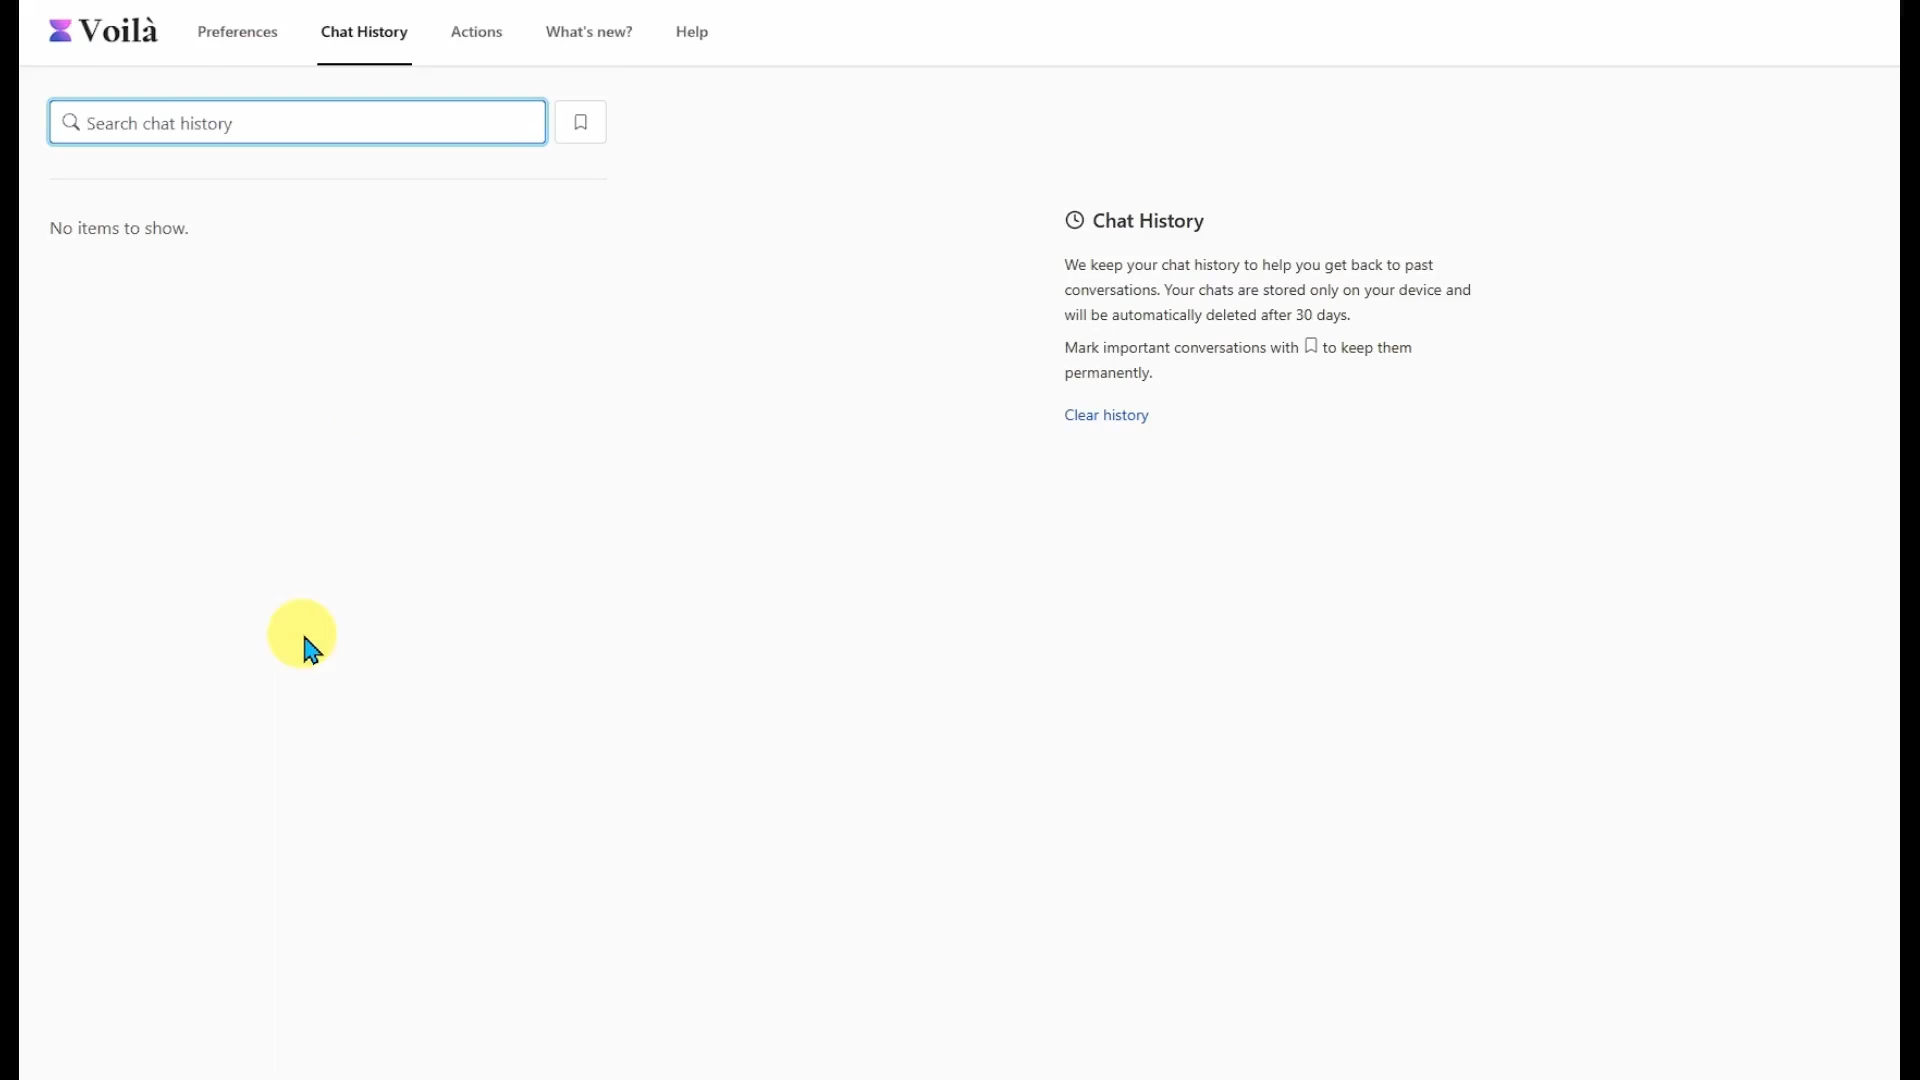 Voilà
Preferences
Chat History
Actions
What's new?
Help
Search chat history
No items to show.
Chat History
We keep your chat history to help you get back to past
conversations. Your chats are stored only on your device and
will be automatically deleted after 30 days.
Mark important conversations with to keep them
permanently.
Clear history